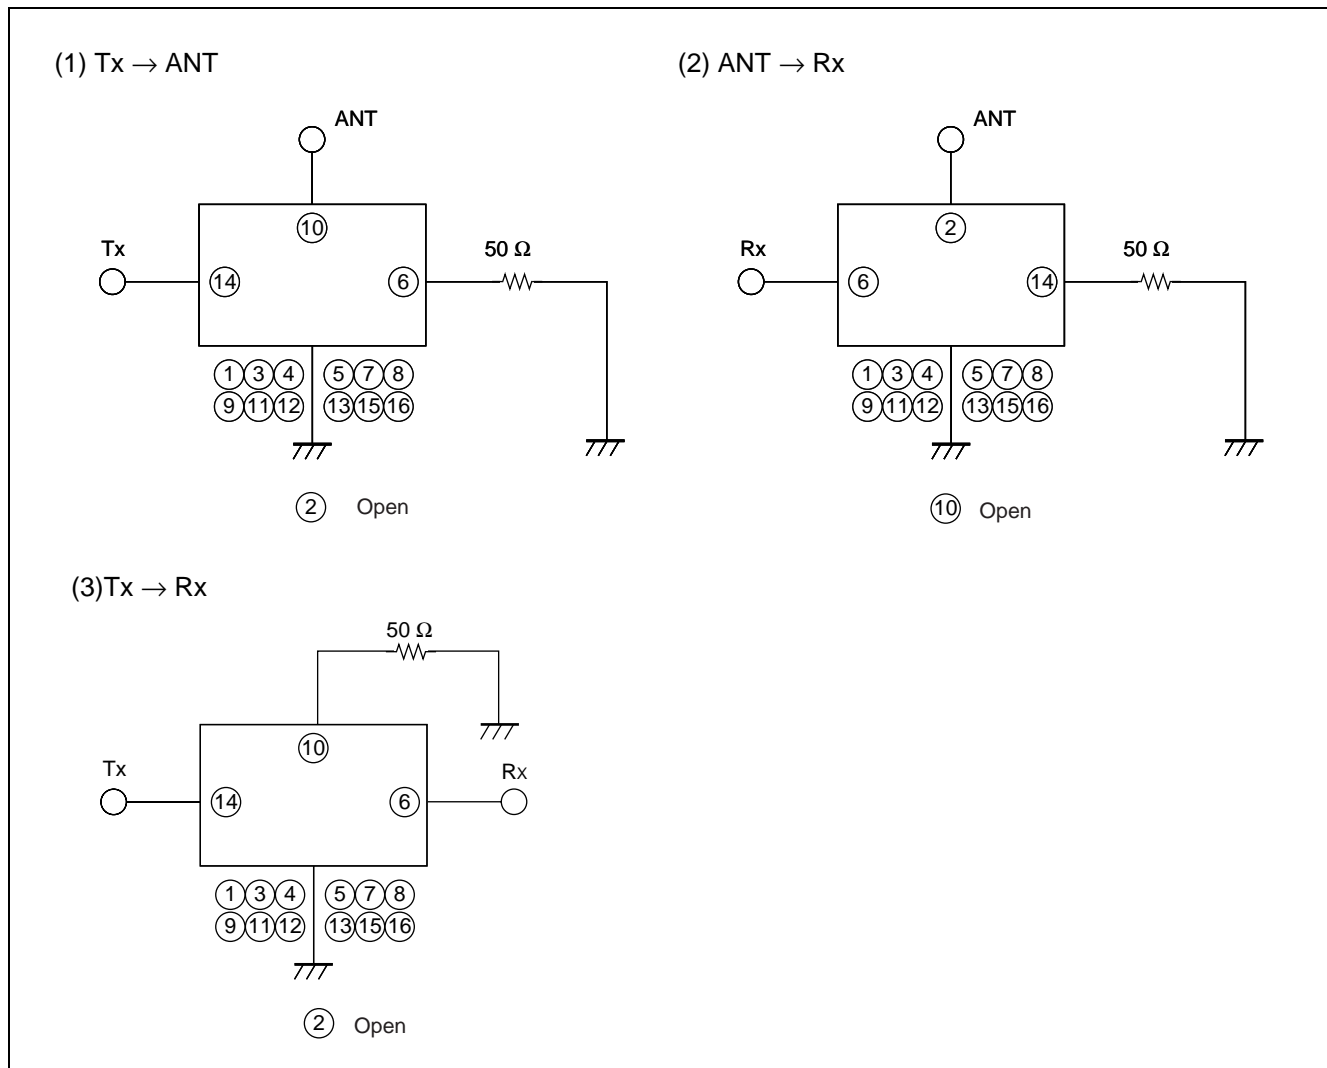 (1) Tx → ANT
ANT
10
Tx
14
6
50 Ω
1 3 4 5 7 8
9 11 12 13 15 16
2 Open
(2) ANT → Rx
ANT
2
Rx
6
14
50 Ω
1 3 4 5 7 8
9 11 12 13 15 16
10 Open
(3)Tx → Rx
50 Ω
10
Tx
14
6
Rx
1 3 4 5 7 8
9 11 12 13 15 16
2 Open